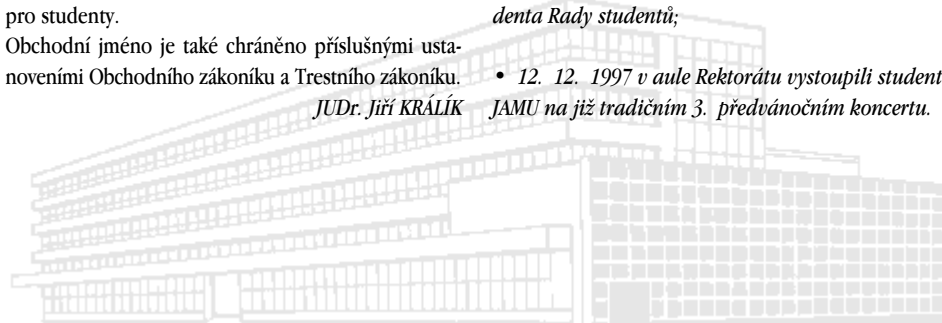 pro studenty.
Obchodní jméno je také chráněno příslušnými usta-
noveními Obchodního zákoníku a Trestního zákoníku.
JUDr. Jiří KRÁLÍK
denta Rady studentů;
• 12. 12. 1997 v aule Rektorátu vystoupili student
JAMU na již tradičním 3. předvánočním koncertu.